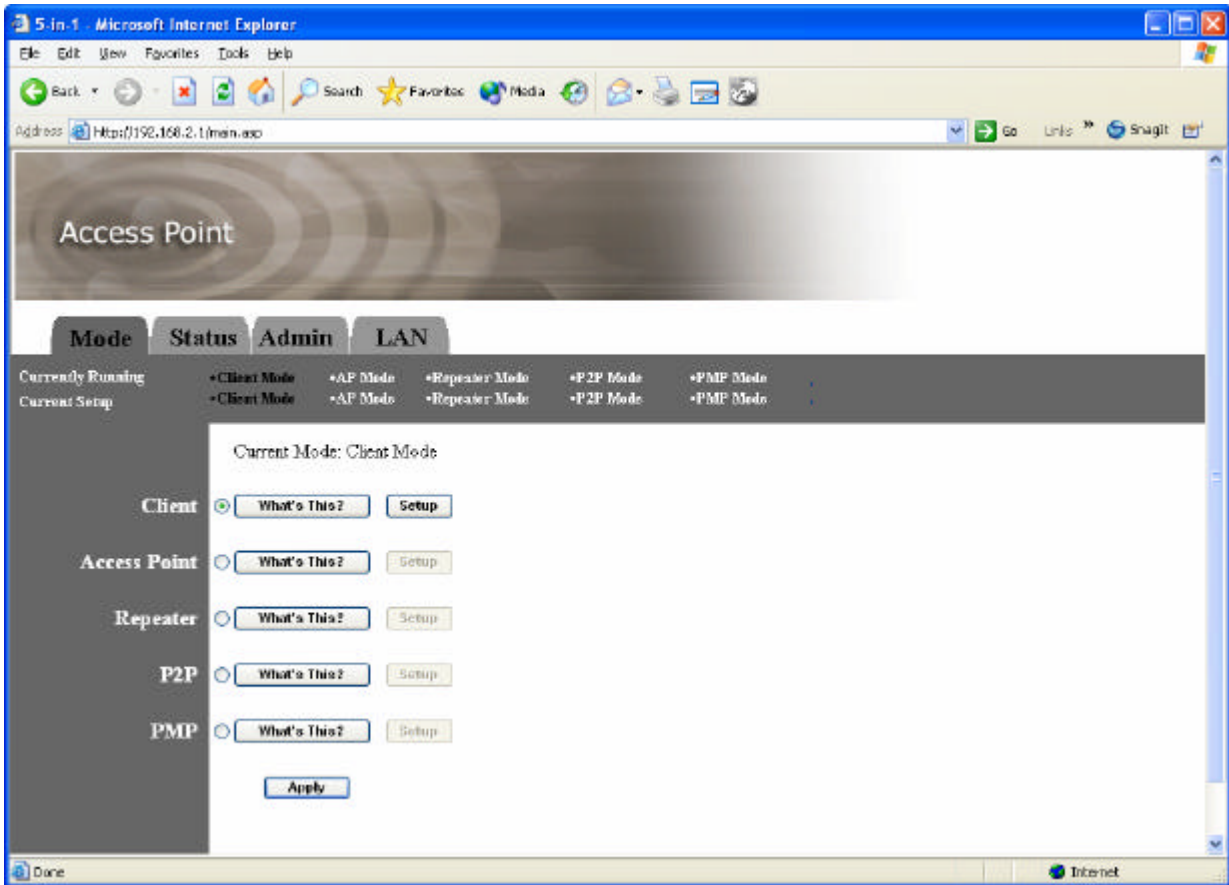 5-in-1 - Microsoft Internet Explorer
File Edit View Favorites Tools Help
Back Search Favorites Media
Address Http://192.168.2.1/main.asp Go Links » SnagIt
Access Point
Mode Status Admin LAN
Currently Running •Client Mode •AP Mode •Repeater Mode •P2P Mode •PMP Mode
Current Setup •Client Mode •AP Mode •Repeater Mode •P2P Mode •PMP Mode
Current Mode: Client Mode
Client What's This? Setup
Access Point What's This? Setup
Repeater What's This? Setup
P2P What's This? Setup
PMP What's This? Setup
Apply
Done Internet